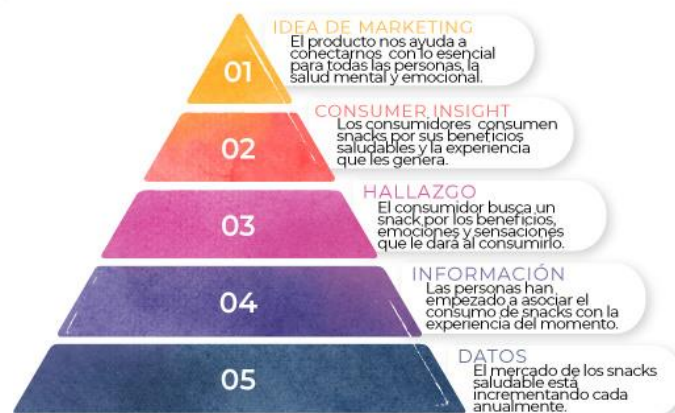 01
IDEA DE MARKETING
El producto nos ayuda a
conectarnos con lo esencial
para todas las personas, la
salud mental y emocional.
02
CONSUMER INSIGHT
Los consumidores consumen
snacks por sus beneficios
saludables y la experiencia
que les genera.
03
HALLAZGO
El consumidor busca un
snack por los beneficios,
emociones y sensaciones
que le dará al consumirlo.
04
INFORMACIÓN
Las personas han
empezado a asociar el
consumo de snacks con la
experiencia del momento.
05
DATOS
El mercado de los snacks
saludable está
incrementando cada
anualmente.